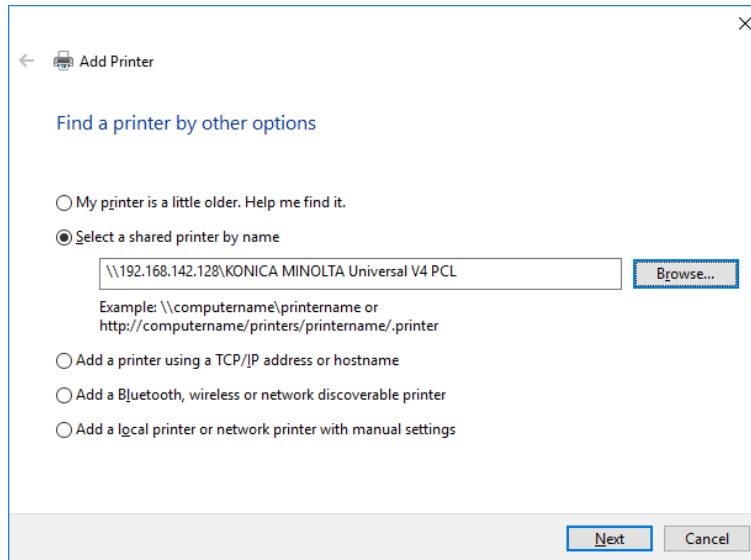 Add Printer
Find a printer by other options
My printer is a little older. Help me find it.
Select a shared printer by name
\\192.168.142.128\KONICA MINOLTA Universal V4 PCL
Browse...
Example: \\computername\printername or
http://computername/printers/printername/.printer
Add a printer using a TCP/IP address or hostname
Add a Bluetooth, wireless or network discoverable printer
Add a local printer or network printer with manual settings
Next
Cancel